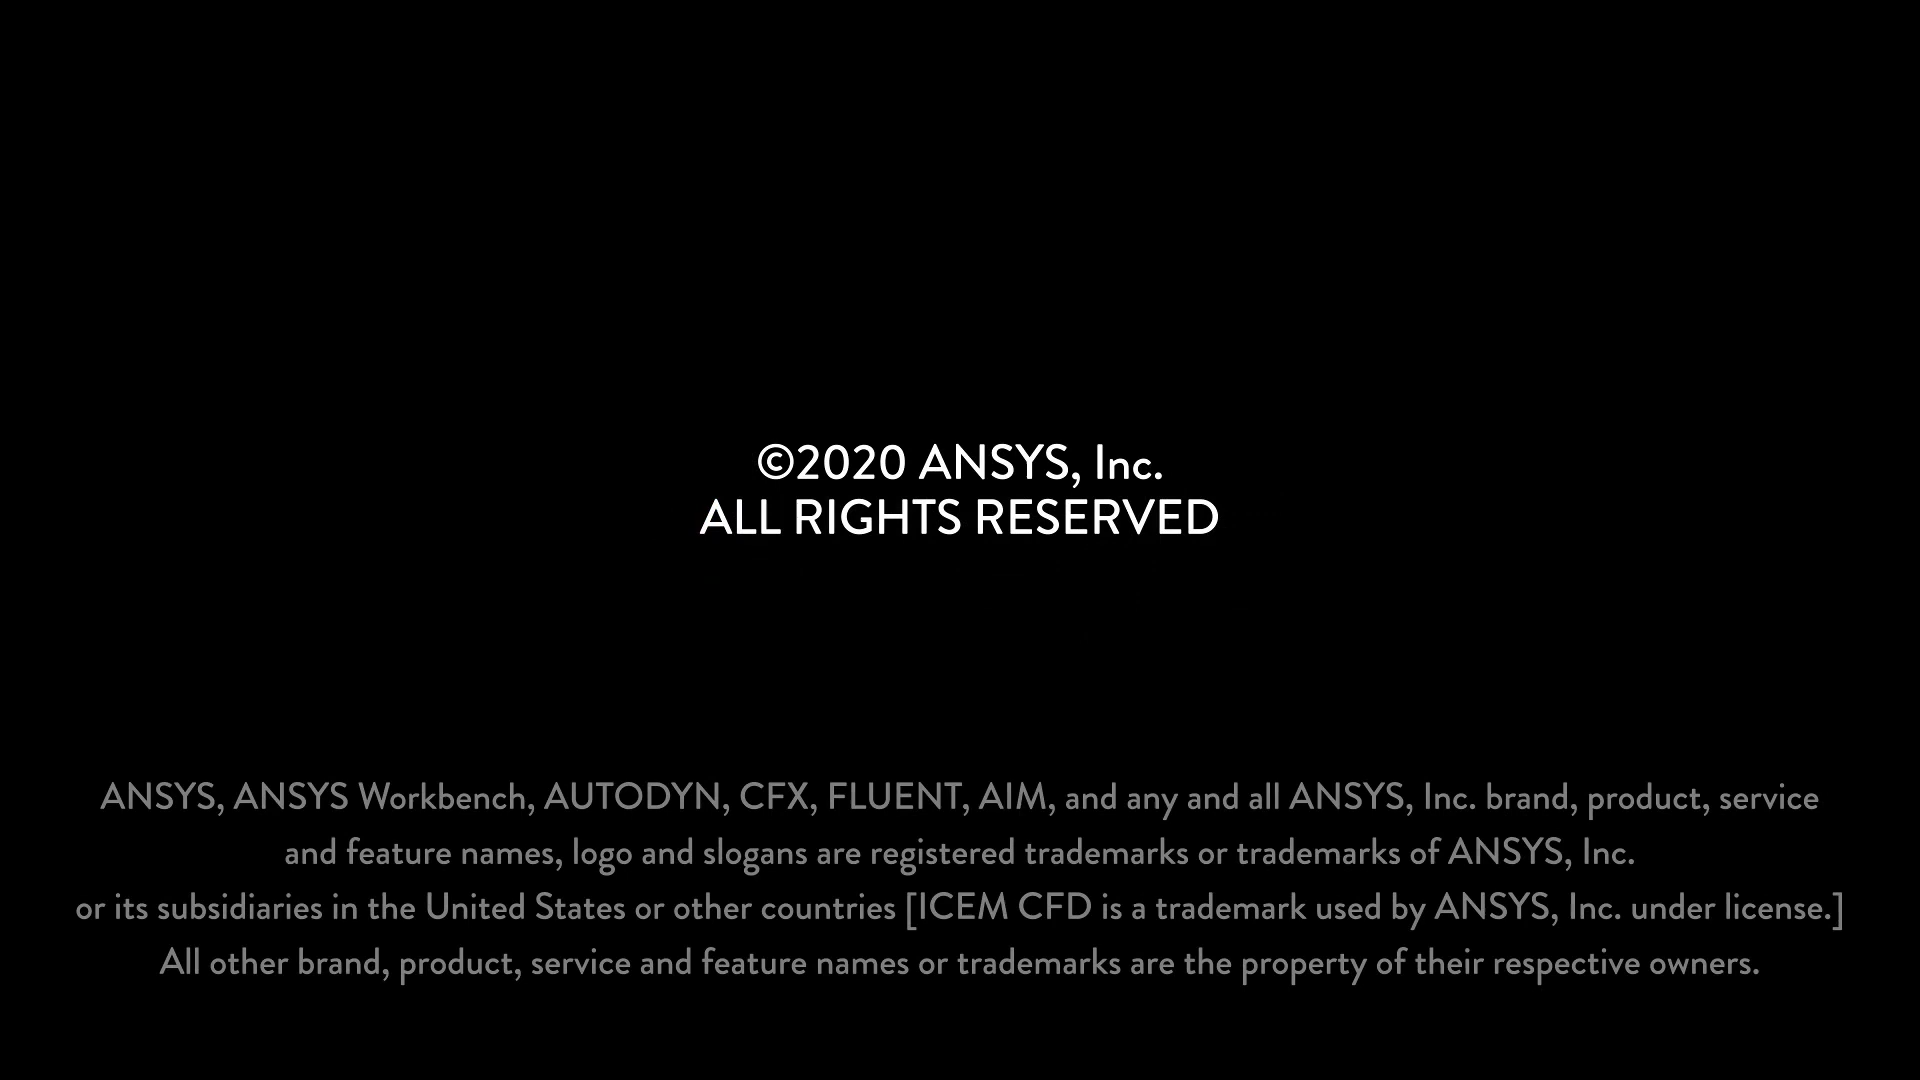 ©2020 ANSYS, Inc.
ALL RIGHTS RESERVED
ANSYS, ANSYS Workbench, AUTODYN, CFX, FLUENT, AIM, and any and all ANSYS, Inc. brand, product, service
and feature names, logo and slogans are registered trademarks or trademarks of ANSYS, Inc.
or its subsidiaries in the United States or other countries [ICEM CFD is a trademark used by ANSYS, Inc. under license.]
All other brand, product, service and feature names or trademarks are the property of their respective owners.